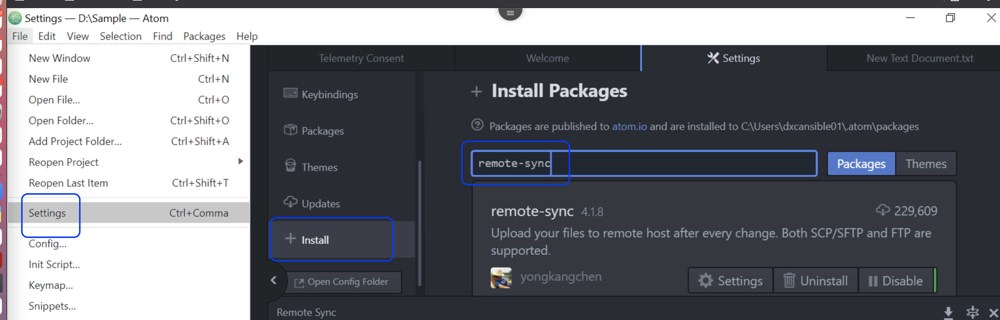 Settings — D:\Sample — Atom
File Edit View Selection Find Packages Help
New Window Ctrl+Shift+N
New File Ctrl+N
Open File... Ctrl+O
Open Folder... Ctrl+Shift+O
Add Project Folder... Ctrl+Shift+A
Reopen Project
Reopen Last Item Ctrl+Shift+T
Settings Ctrl+Comma
Config...
Init Script...
Keymap...
Snippets...
Telemetry Consent Welcome Settings New Text Document.txt
Keybindings
Packages
Themes
Updates
Install
Open Config Folder
Install Packages
Packages are published to atom.io and are installed to C:\Users\dxcansible01\.atom\packages
remote-sync
Packages Themes
remote-sync 4.1.8 229,609
Upload your files to remote host after every change. Both SCP/SFTP and FTP are
supported.
yongkangchen Settings Uninstall Disable
Remote Sync